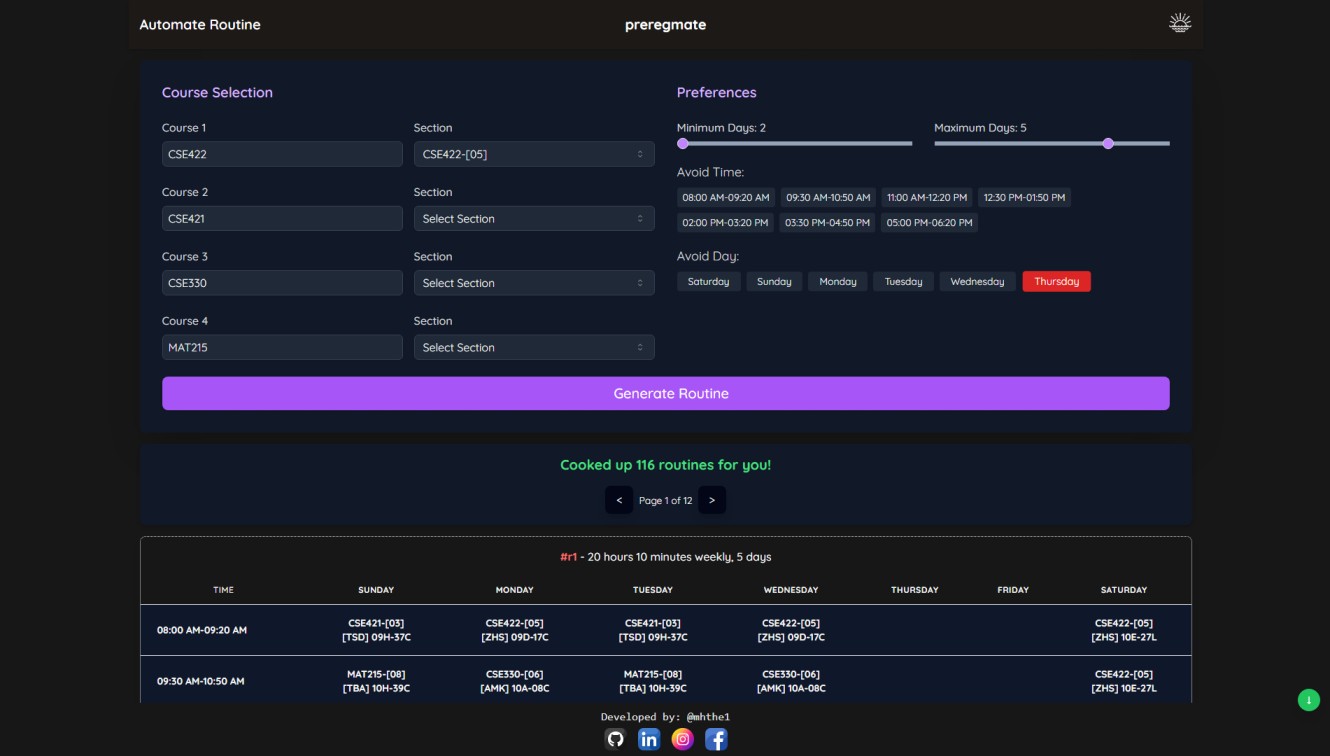 Automate Routine
preregmate
Course Selection
Course 1
Section
CSE422
CSE422-[05]
Course 2
Section
CSE421
Select Section
Course 3
Section
CSE330
Select Section
Course 4
Section
MAT215
Select Section
Preferences
Minimum Days: 2
Maximum Days: 5
Avoid Time:
08:00 AM-09:20 AM 09:30 AM-10:50 AM 11:00 AM-12:20 PM 12:30 PM-01:50 PM
02:00 PM-03:20 PM 03:30 PM-04:50 PM 05:00 PM-06:20 PM
Avoid Day:
Saturday Sunday Monday Tuesday Wednesday Thursday
Generate Routine
Cooked up 116 routines for you!
< Page 1 of 12 >
#r1 - 20 hours 10 minutes weekly, 5 days
TIME SUNDAY MONDAY TUESDAY WEDNESDAY THURSDAY FRIDAY SATURDAY
08:00 AM-09:20 AM
CSE421-[03] CSE422-[05] CSE421-[03] CSE422-[05] CSE422-[05]
[TSD] 09H-37C [ZHS] 09D-17C [TSD] 09H-37C [ZHS] 09D-17C [ZHS] 10E-27L
09:30 AM-10:50 AM
MAT215-[08] CSE330-[06] MAT215-[08] CSE330-[06] CSE422-[05]
[TBA] 10H-39C [AMK] 10A-08C [TBA] 10H-39C [AMK] 10A-08C [ZHS] 10E-27L
Developed by: @mhthe1
in